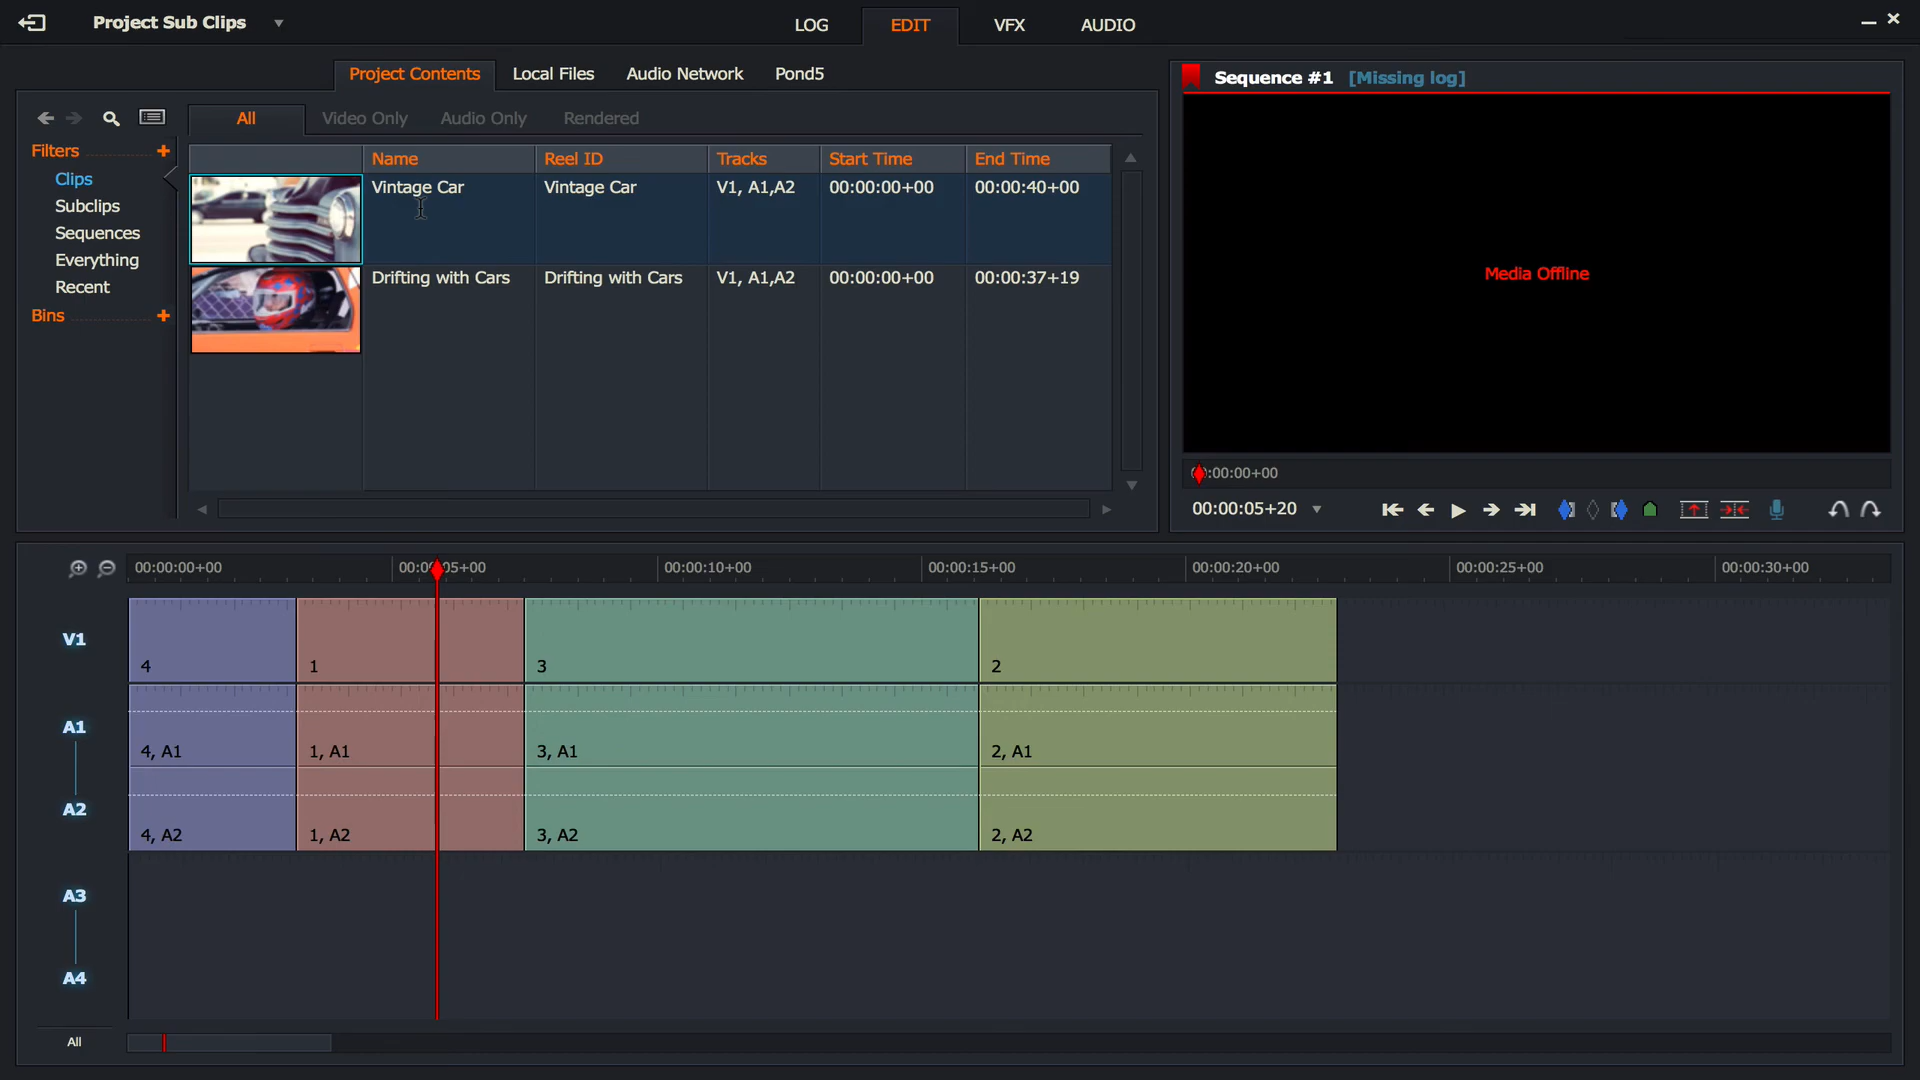 Project Sub Clips
LOG
EDIT
VFX
AUDIO
Project Contents
Local Files
Audio Network
Pond5
All
Video Only
Audio Only
Rendered
Filters
Clips
Subclips
Sequences
Everything
Recent
Bins
Name
Reel ID
Tracks
Start Time
End Time
Vintage Car
Vintage Car
V1, A1,A2
00:00:00+00
00:00:40+00
Drifting with Cars
Drifting with Cars
V1, A1,A2
00:00:00+00
00:00:37+19
Sequence #1 [Missing log]
Media Offline
:00:00+00
00:00:05+20
00:00:00+00
00:00:05+00
00:00:10+00
00:00:15+00
00:00:20+00
00:00:25+00
00:00:30+00
V1
4
1
3
2
A1
4, A1
1, A1
3, A1
2, A1
A2
4, A2
1, A2
3, A2
2, A2
A3
A4
All